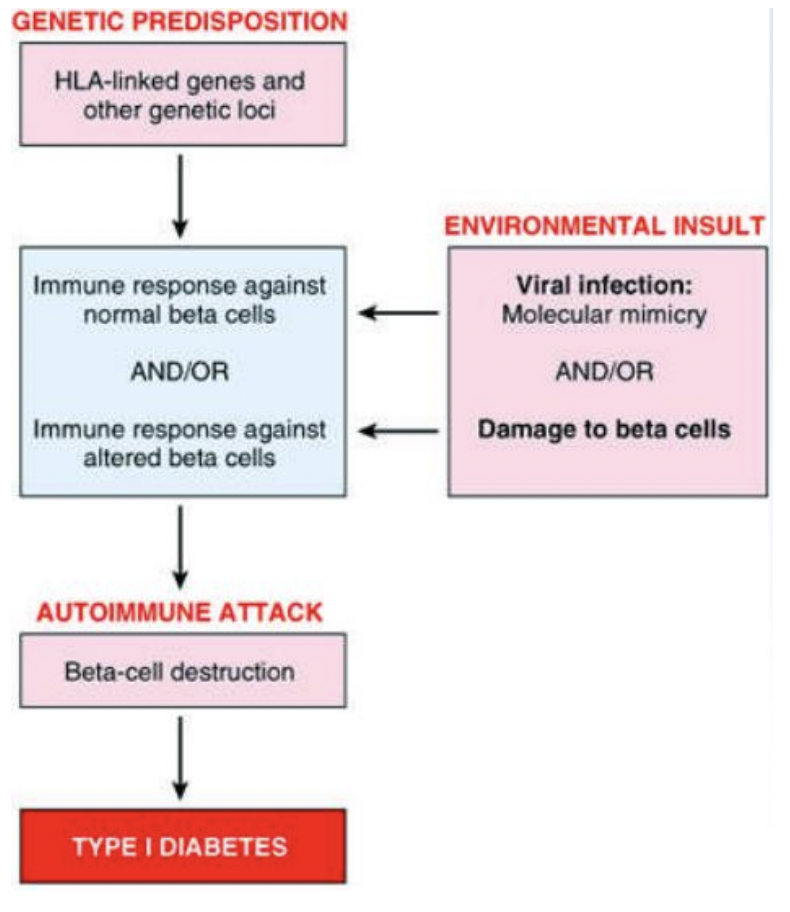 GENETIC PREDISPOSITION
HLA-linked genes and
other genetic loci
ENVIRONMENTAL INSULT
Immune response against
normal beta cells
AND/OR
Immune response against
altered beta cells
Viral infection:
Molecular mimicry
AND/OR
Damage to beta cells
AUTOIMMUNE ATTACK
Beta-cell destruction
TYPE I DIABETES